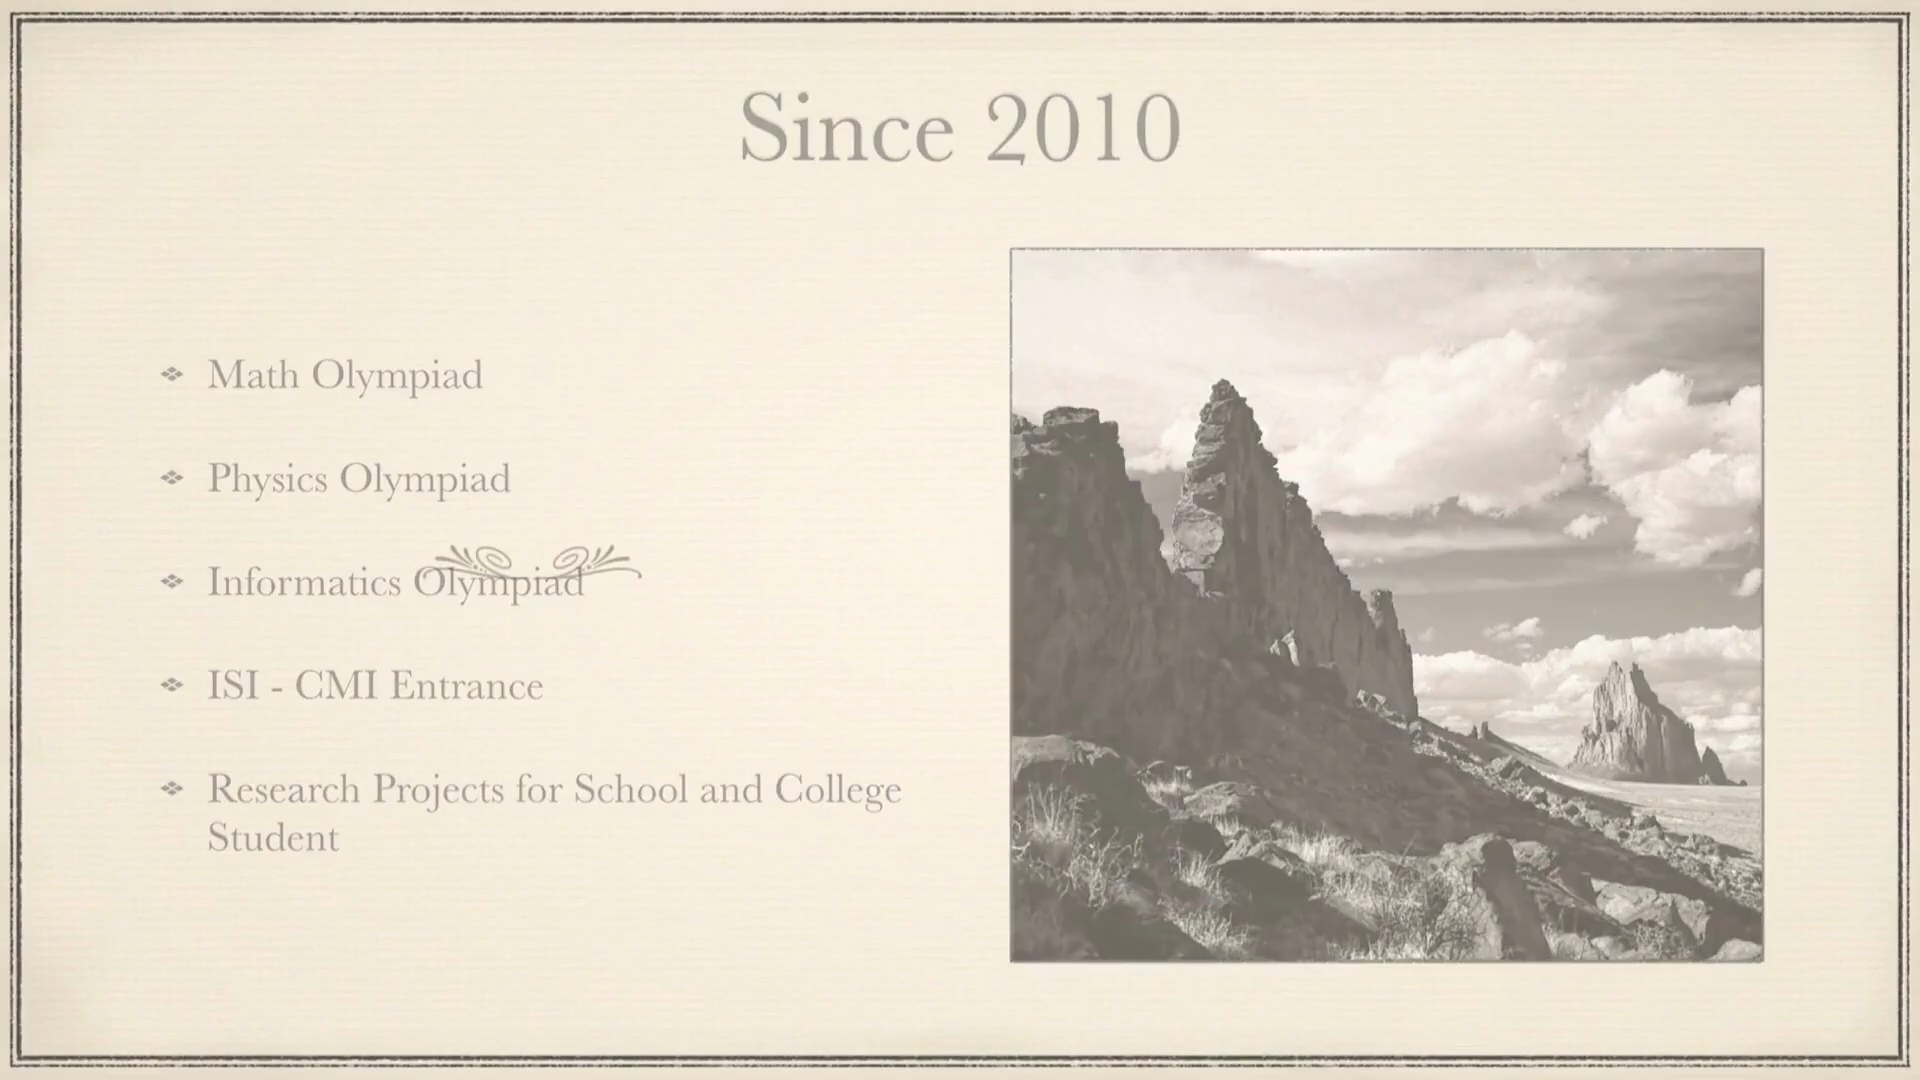 Since 2010
Math Olympiad
Physics Olympiad
Informatics Olympiad
ISI - CMI Entrance
Research Projects for School and College
Student